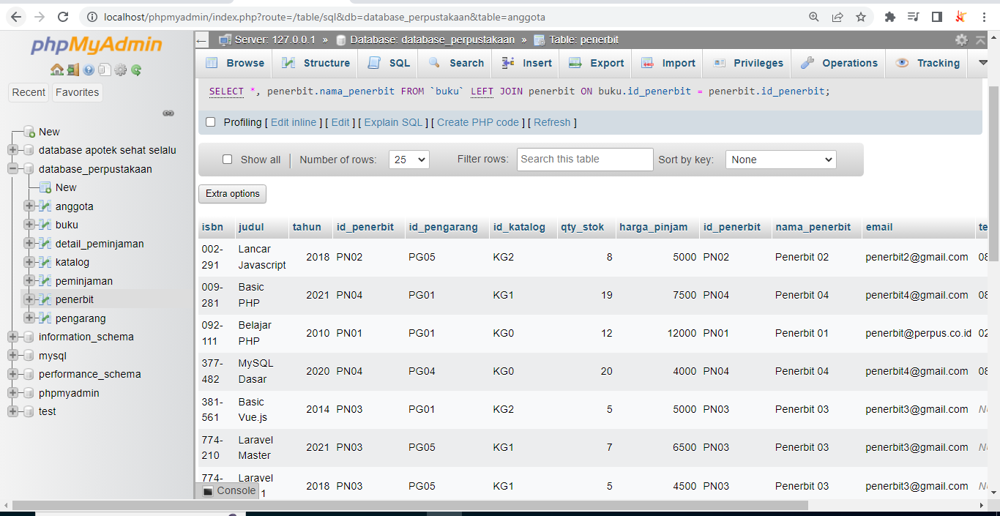 localhost/phpmyadmin/index.php?route=/table/sql&db=database_perpustakaan&table=anggota
phpMyAdmin
Recent Favorites
New
database apotek sehat selalu
database_perpustakaan
New
anggota
buku
detail_peminjaman
katalog
peminjaman
penerbit
pengarang
information_schema
mysql
performance_schema
phpmyadmin
test
Server: 127.0.0.1 » Database: database_perpustakaan » Table: penerbit
Browse Structure SQL Search Insert Export Import Privileges Operations Tracking
SELECT *, penerbit.nama_penerbit FROM `buku` LEFT JOIN penerbit ON buku.id_penerbit = penerbit.id_penerbit;
Profiling [ Edit inline ] [ Edit ] [ Explain SQL ] [ Create PHP code ] [ Refresh ]
Show all | Number of rows: 25 Filter rows: Search this table Sort by key: None
Extra options
isbn judul tahun id_penerbit id_pengarang id_katalog qty_stok harga_pinjam id_penerbit nama_penerbit email te
002-291 Lancar Javascript 2018 PN02 PG05 KG2 8 5000 PN02 Penerbit 02 penerbit2@gmail.com 08
009-281 Basic PHP 2021 PN04 PG01 KG1 19 7500 PN04 Penerbit 04 penerbit4@gmail.com 08
092-111 Belajar PHP 2010 PN01 PG01 KG0 12 12000 PN01 Penerbit 01 penerbit@perpus.co.id 02
377-482 MySQL Dasar 2020 PN04 PG04 KG0 20 4000 PN04 Penerbit 04 penerbit4@gmail.com 08
381-561 Basic Vue.js 2014 PN03 PG01 KG2 5 5000 PN03 Penerbit 03 penerbit3@gmail.com
774-210 Laravel Master 2021 PN03 PG05 KG1 7 6500 PN03 Penerbit 03 penerbit3@gmail.com
774- Laravel 1 2018 PN03 PG05 KG1 5 4500 PN03 Penerbit 03 penerbit3@gmail.com
Console